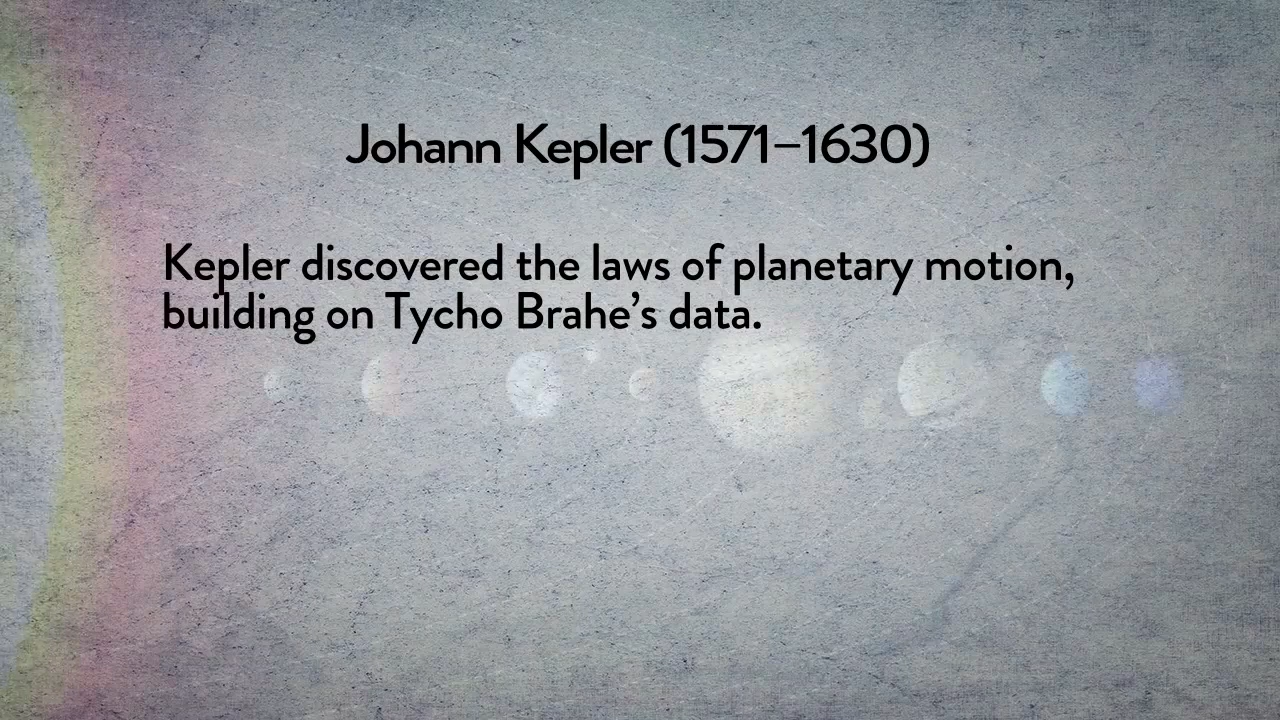 Johann Kepler (1571–1630)
Kepler discovered the laws of planetary motion,
building on Tycho Brahe’s data.